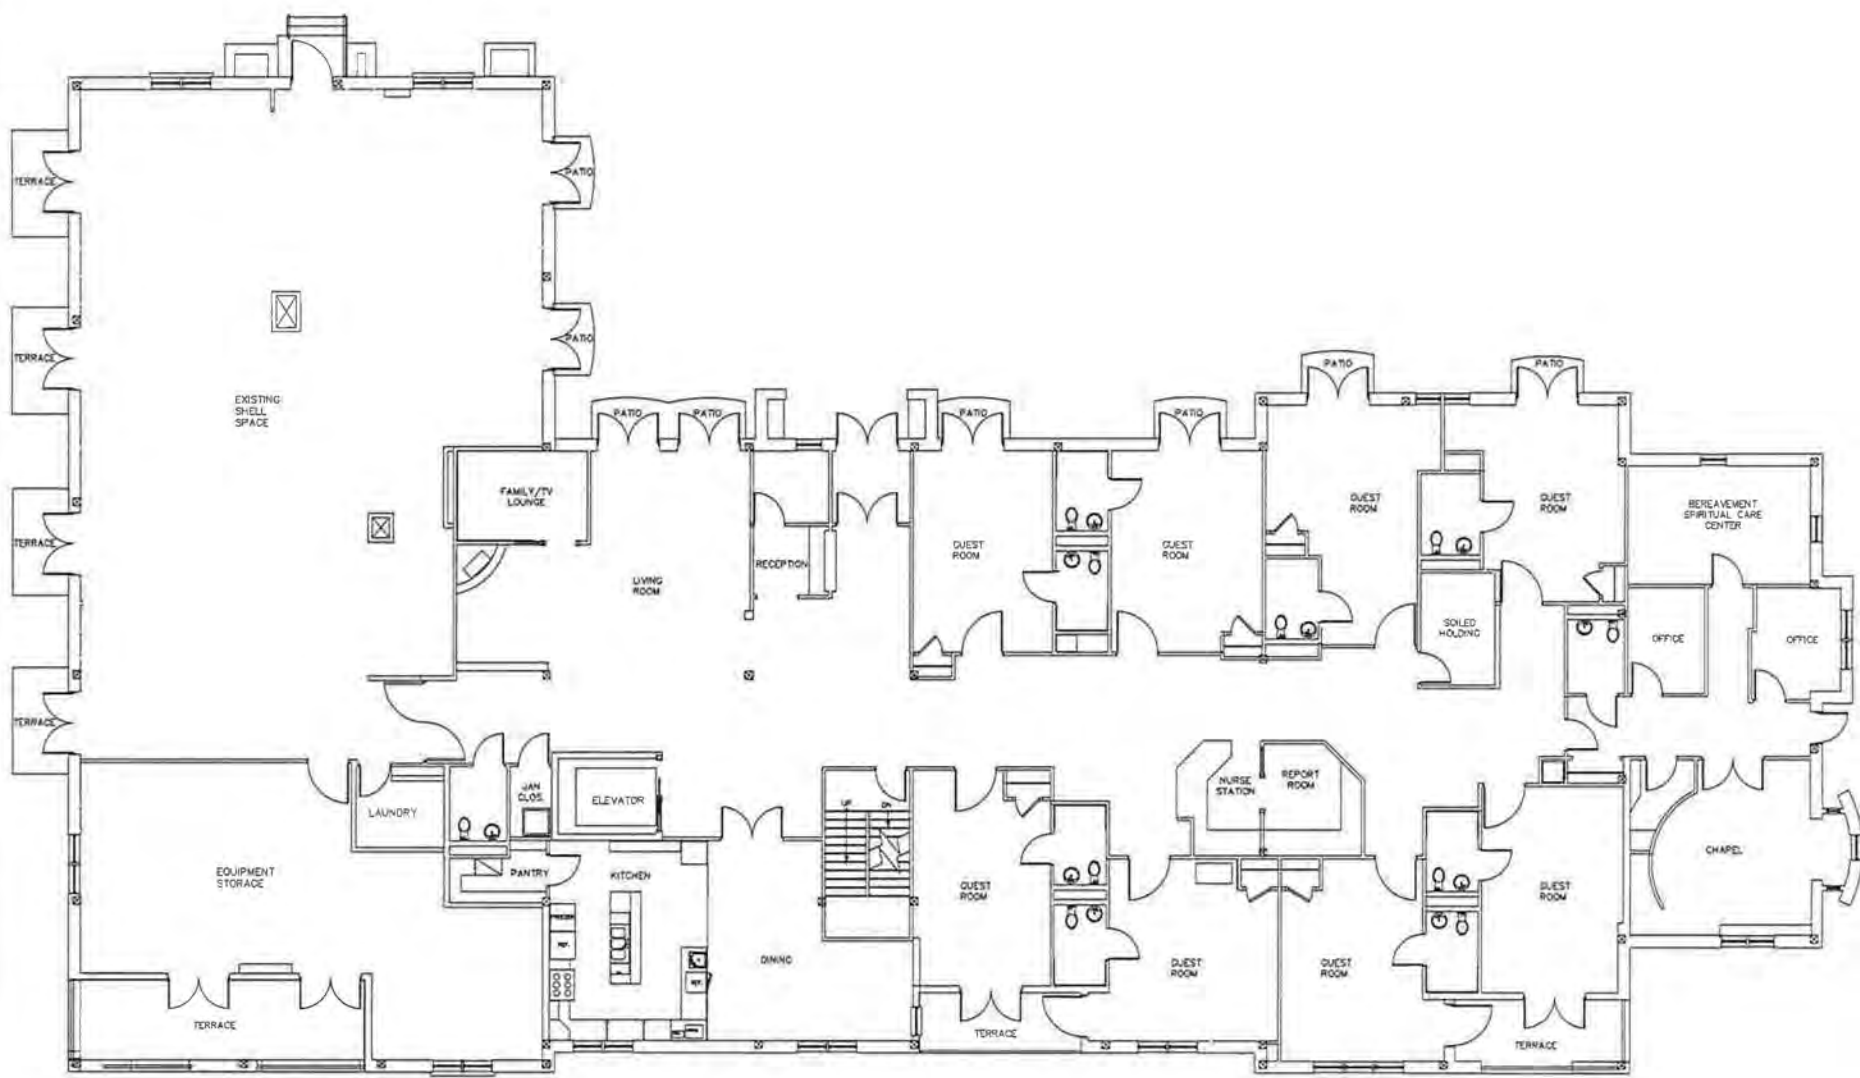 TERRACE
PATIO
TERRACE
PATIO
EXISTING
SHELL
SPACE
TERRACE
TERRACE
FAMILY/TV
LOUNGE
PATIO
PATIO
LIVING
ROOM
RECEPTION
PATIO
GUEST
ROOM
PATIO
GUEST
ROOM
PATIO
GUEST
ROOM
PATIO
GUEST
ROOM
SOILED
HOLDING
BEREAVEMENT
SPIRITUAL CARE
CENTER
OFFICE
OFFICE
LAUNDRY
JAN
CLOS.
ELEVATOR
UP
DN
NURSE
STATION
REPORT
ROOM
CHAPEL
EQUIPMENT
STORAGE
PANTRY
KITCHEN
FREEZER
REF.
REF.
DINING
GUEST
ROOM
GUEST
ROOM
GUEST
ROOM
GUEST
ROOM
TERRACE
TERRACE
TERRACE